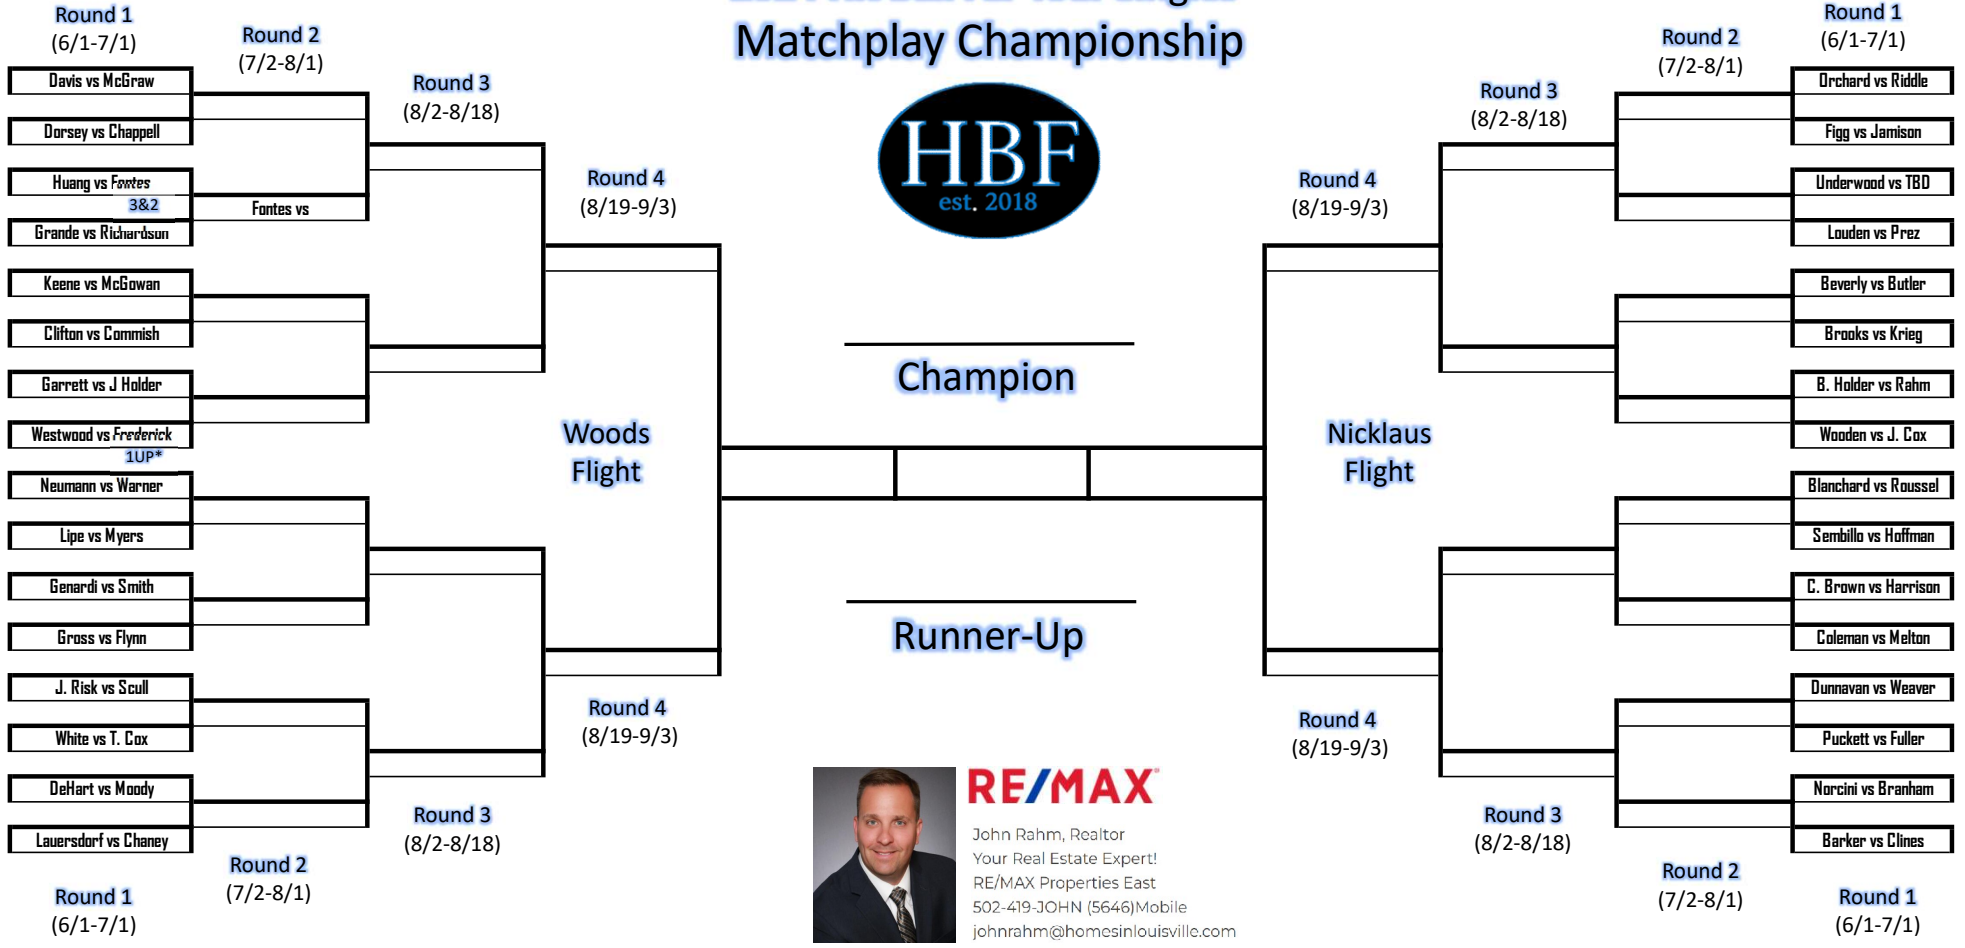 Matchplay Championship
HBF
est. 2018
Round 1
(6/1-7/1)
Round 2
(7/2-8/1)
Round 3
(8/2-8/18)
Round 4
(8/19-9/3)
Davis vs McGraw
Dorsey vs Chappell
Huang vs Fontes
3&2
Grande vs Richardson
Fontes vs
Keene vs McGowan
Clifton vs Commish
Garrett vs J Holder
Westwood vs Frederick
1UP*
Neumann vs Warner
Lipe vs Myers
Genardi vs Smith
Gross vs Flynn
J. Risk vs Scull
White vs T. Cox
DeHart vs Moody
Lauersdorf vs Chaney
Round 1
(6/1-7/1)
Round 2
(7/2-8/1)
Round 3
(8/2-8/18)
Round 4
(8/19-9/3)
Woods
Flight
Champion
Runner-Up
Nicklaus
Flight
Round 4
(8/19-9/3)
Round 3
(8/2-8/18)
Round 2
(7/2-8/1)
Round 1
(6/1-7/1)
Orchard vs Riddle
Figg vs Jamison
Underwood vs TBD
Louden vs Prez
Beverly vs Butler
Brooks vs Krieg
B. Holder vs Rahm
Wooden vs J. Cox
Blanchard vs Roussel
Sembillo vs Hoffman
C. Brown vs Harrison
Coleman vs Melton
Dunnavan vs Weaver
Puckett vs Fuller
Norcini vs Branham
Barker vs Clines
Round 4
(8/19-9/3)
Round 3
(8/2-8/18)
Round 2
(7/2-8/1)
Round 1
(6/1-7/1)
RE/MAX
John Rahm, Realtor
Your Real Estate Expert!
RE/MAX Properties East
502-419-JOHN (5646)Mobile
johnrahm@homesinlouisville.com